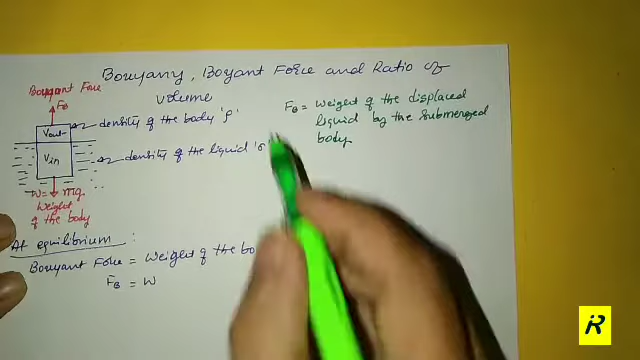 Bouyany, Boyant Force and Ratio of
volume
Bouyant Force
FB
Vout
density of the body 'ρ'
Vin
density of the liquid 'σ'
W = mg
Weight
of the body
FB = weight of the displaced
liquid by the submerged
body
At equilibrium :
Bouyant Force = Weight of the bo
FB = W
R